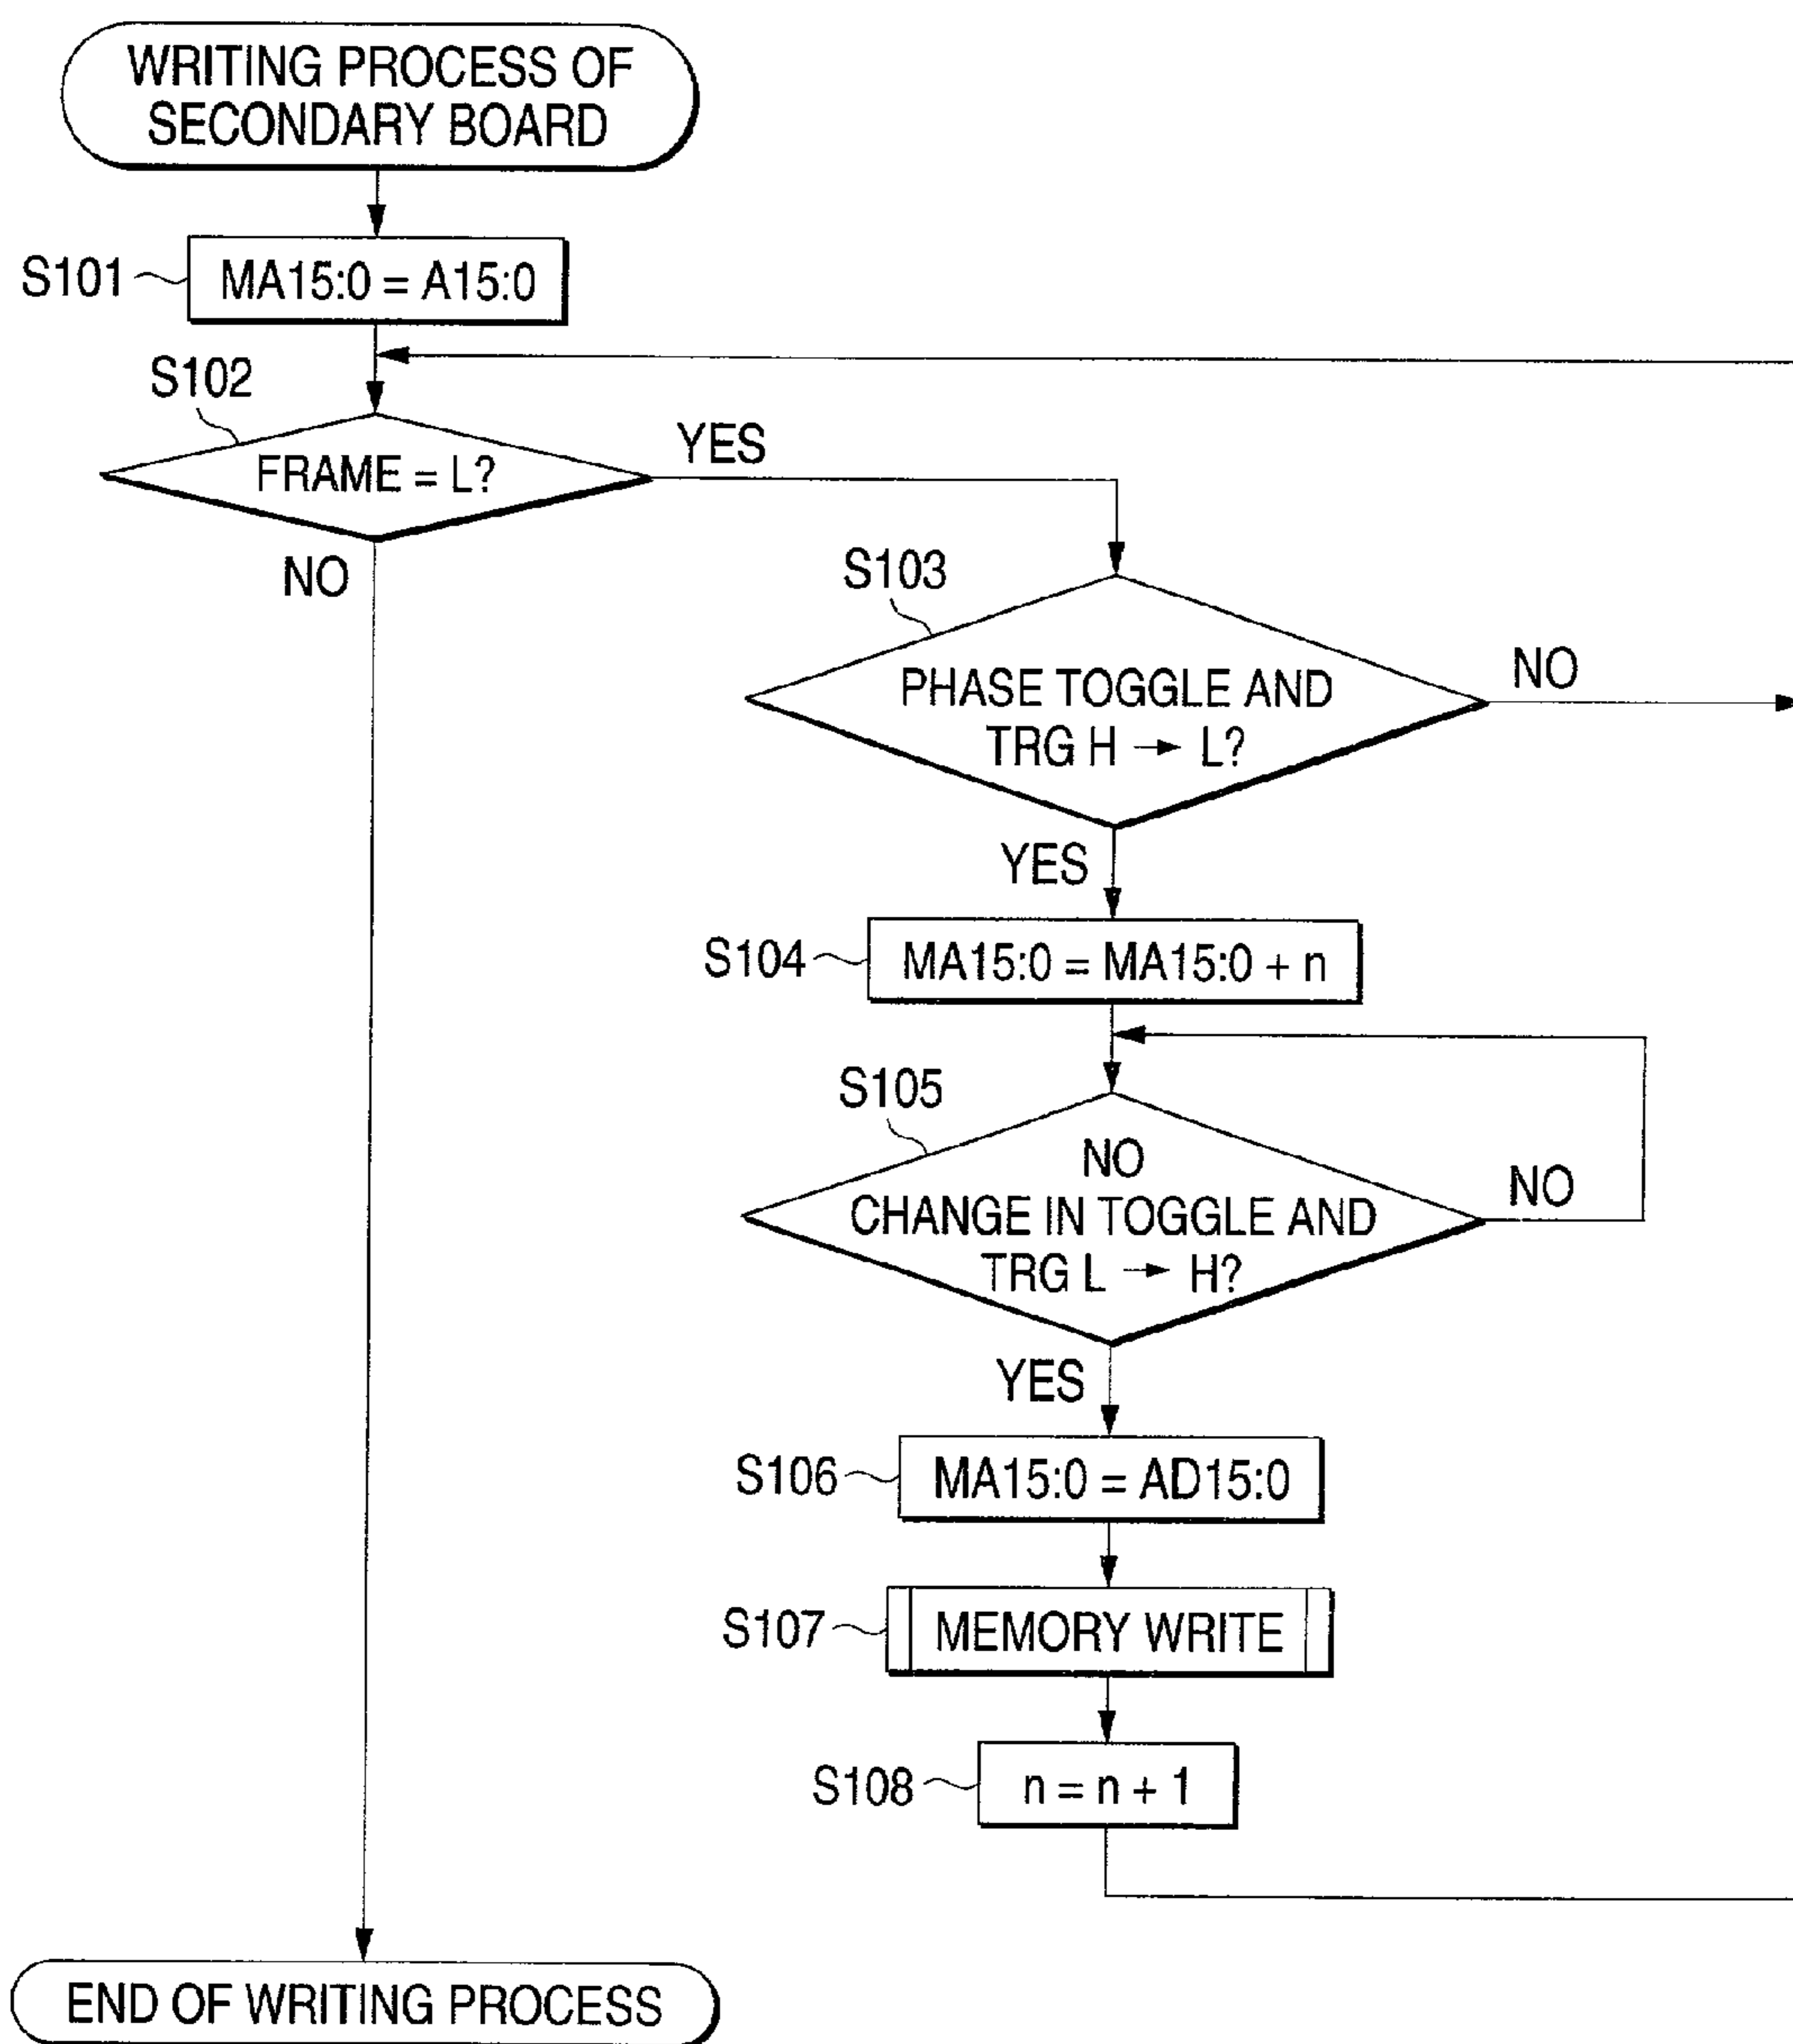 WRITING PROCESS OF
SECONDARY BOARD
S101
MA15:0 = A15:0
S102
FRAME = L?
YES
NO
S103
PHASE TOGGLE AND
TRG H → L?
NO
YES
S104
MA15:0 = MA15:0 + n
S105
NO
CHANGE IN TOGGLE AND
TRG L → H?
NO
YES
S106
MA15:0 = AD15:0
S107
MEMORY WRITE
S108
n = n + 1
END OF WRITING PROCESS